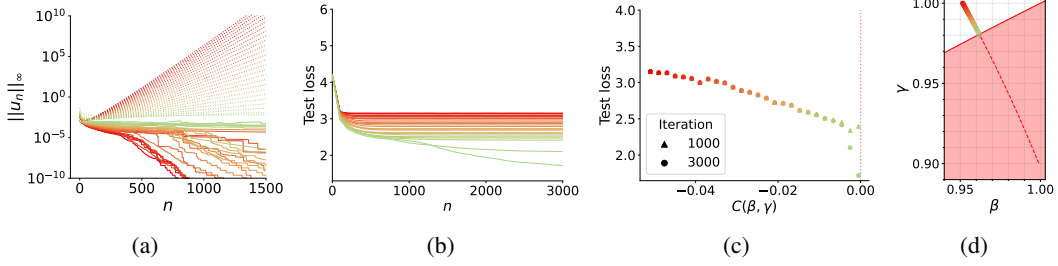 10^10
10^5
10^0
10^−5
10^−10
||u_n||_∞
0
500
1000
1500
n
(a)
6
5
4
3
2
Test loss
0
1000
2000
3000
n
(b)
4.0
3.5
3.0
2.5
2.0
Test loss
Iteration
1000
3000
−0.04
−0.02
0.00
C(β, γ)
(c)
1.00
0.95
0.90
γ
0.95
1.00
β
(d)